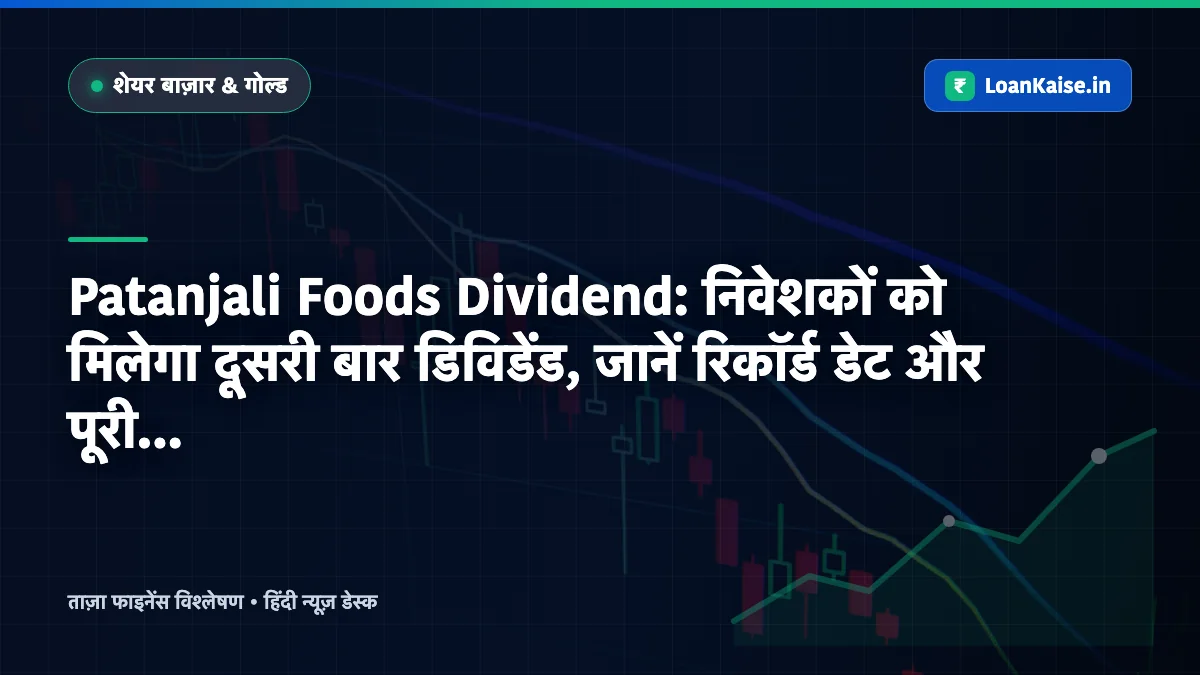 शेयर बाज़ार & गोल्ड
₹ LoanKaise.in
Patanjali Foods Dividend: निवेशकों को
मिलेगा दूसरी बार डिविडेंड, जानें रिकॉर्ड डेट और
पूरी...
ताज़ा फाइनेंस विश्लेषण • हिंदी न्यूज़ डेस्क